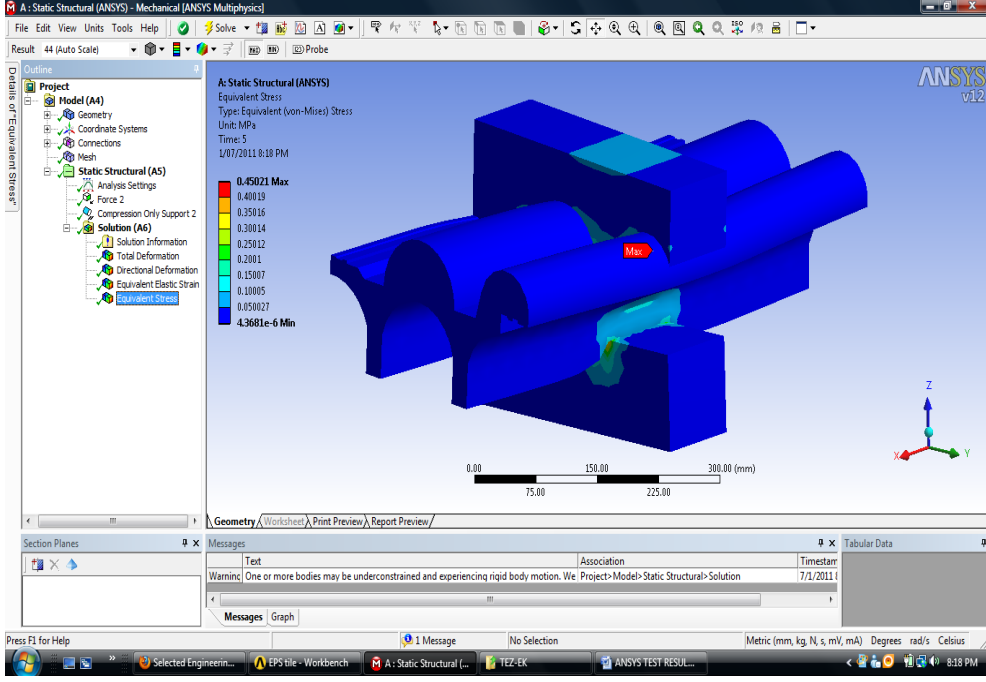 A : Static Structural (ANSYS) - Mechanical [ANSYS Multiphysics]
File Edit View Units Tools Help Solve
Result 44 (Auto Scale) Probe
Details of "Equivalent Stress"
Outline
Project
Model (A4)
Geometry
Coordinate Systems
Connections
Mesh
Static Structural (A5)
Analysis Settings
Force 2
Compression Only Support 2
Solution (A6)
Solution Information
Total Deformation
Directional Deformation
Equivalent Elastic Strain
Equivalent Stress
A: Static Structural (ANSYS)
Equivalent Stress
Type: Equivalent (von-Mises) Stress
Unit: MPa
Time: 5
1/07/2011 8:18 PM
0.45021 Max
0.40019
0.35016
0.30014
0.25012
0.2001
0.15007
0.10005
0.050027
4.3681e-6 Min
ANSYS
v12
Max
Z
X
Y
0.00 150.00 300.00 (mm)
75.00 225.00
Geometry Worksheet Print Preview Report Preview
Section Planes
Messages
Tabular Data
Text Association Timestam
Warning One or more bodies may be underconstrained and experiencing rigid body motion. We Project>Model>Static Structural>Solution 7/1/2011 8
Messages Graph
Press F1 for Help 1 Message No Selection Metric (mm, kg, N, s, mV, mA) Degrees rad/s Celsius
Selected Engineerin... EPS tile - Workbench A : Static Structural (... TEZ-EK ANSYS TEST RESUL... 8:18 PM